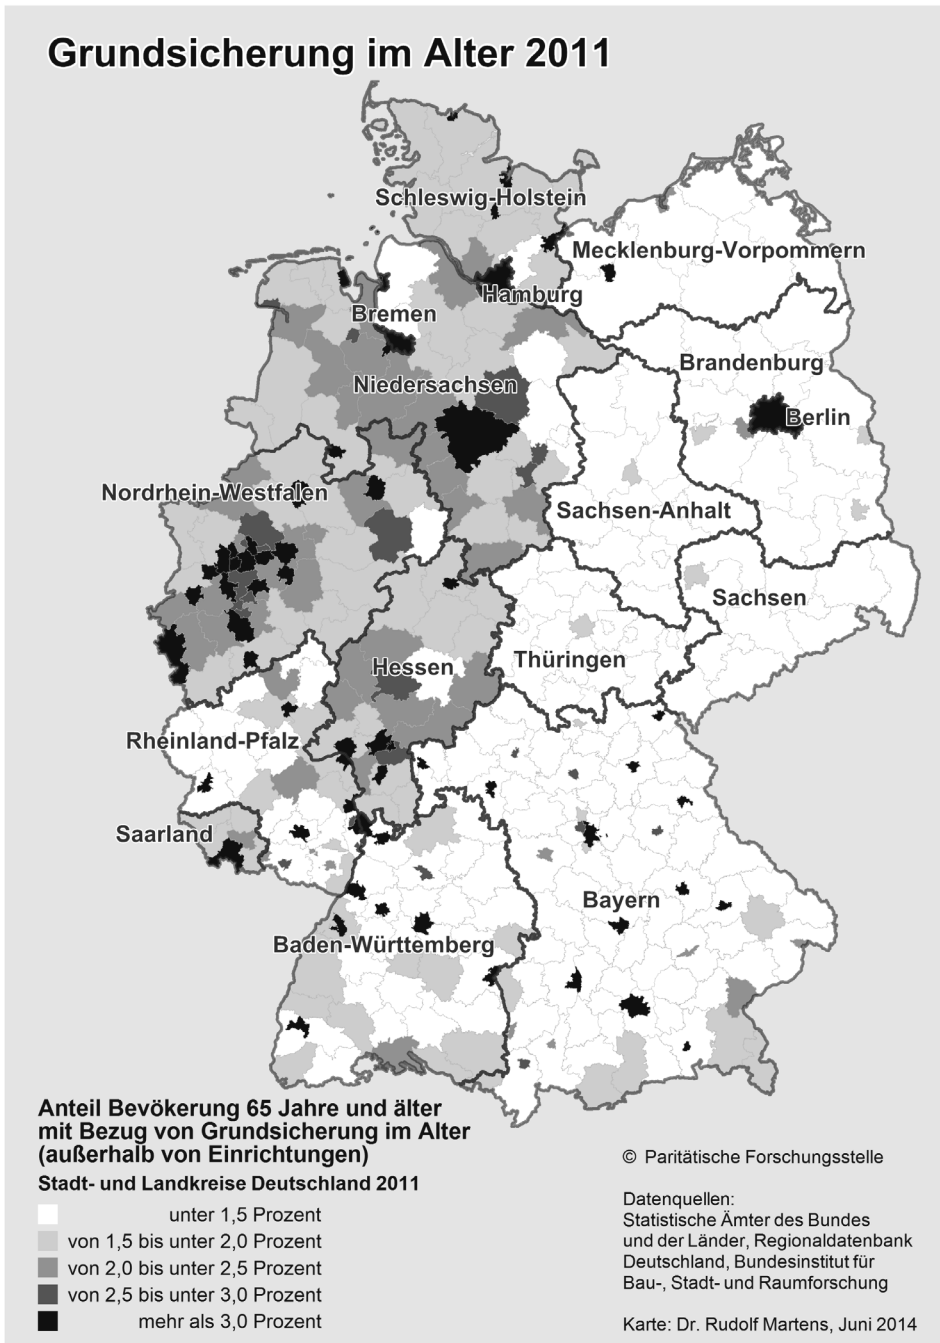 Grundsicherung im Alter 2011
Schleswig-Holstein
Mecklenburg-Vorpommern
Hamburg
Bremen
Brandenburg
Niedersachsen
Berlin
Nordrhein-Westfalen
Sachsen-Anhalt
Sachsen
Thüringen
Hessen
Rheinland-Pfalz
Saarland
Bayern
Baden-Württemberg
Anteil Bevökerung 65 Jahre und älter
mit Bezug von Grundsicherung im Alter
(außerhalb von Einrichtungen)
Stadt- und Landkreise Deutschland 2011
unter 1,5 Prozent
von 1,5 bis unter 2,0 Prozent
von 2,0 bis unter 2,5 Prozent
von 2,5 bis unter 3,0 Prozent
mehr als 3,0 Prozent
© Paritätische Forschungsstelle
Datenquellen:
Statistische Ämter des Bundes
und der Länder, Regionaldatenbank
Deutschland, Bundesinstitut für
Bau-, Stadt- und Raumforschung
Karte: Dr. Rudolf Martens, Juni 2014